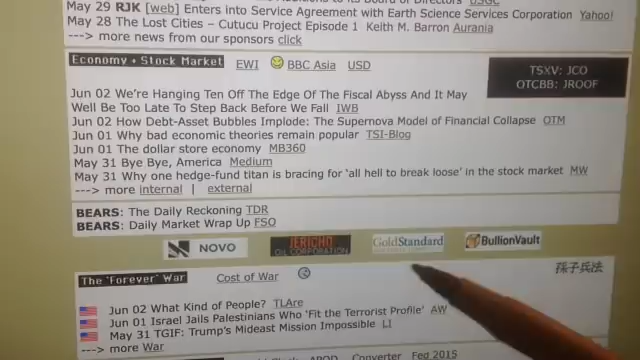 May 29 RJK [web] Enters into Service Agreement with Earth Science Services Corporation Yahoo!
May 28 The Lost Cities – Cutucu Project Episode 1 Keith M. Barron Aurania
---> more news from our sponsors click
Economy + Stock Market EWI BBC Asia USD
TSXV: JCO
OTCBB: JROOF
Jun 02 We're Hanging Ten Off The Edge Of The Fiscal Abyss And It May
Well Be Too Late To Step Back Before We Fall IWB
Jun 02 How Debt-Asset Bubbles Implode: The Supernova Model of Financial Collapse OTM
Jun 01 Why bad economic theories remain popular TSI-Blog
Jun 01 The dollar store economy MB360
May 31 Bye Bye, America Medium
May 31 Why one hedge-fund titan is bracing for 'all hell to break loose' in the stock market MW
---> more internal | external
BEARS: The Daily Reckoning TDR
BEARS: Daily Market Wrap Up FSO
NOVO JERICHO OIL CORPORATION GoldStandard BullionVault
The 'Forever' War Cost of War 孫子兵法
Jun 02 What Kind of People? TLAre
Jun 01 Israel Jails Palestinians Who 'Fit the Terrorist Profile' AW
May 31 TGIF: Trump's Mideast Mission Impossible LI
---> more War
Converter Feb 2015